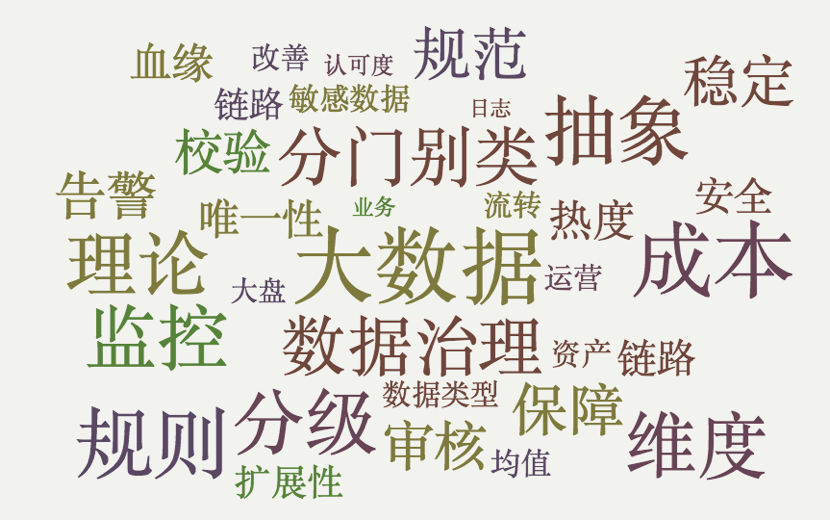 血缘
改善
认可度
规范
稳定
链路
敏感数据
日志
抽象
校验
分门别类
告警
唯一性
业务
流转
热度
安全
理论
大数据
成本
大盘
运营
监控
数据治理
资产
链路
规则
分级
数据类型
保障
维度
审核
均值
扩展性